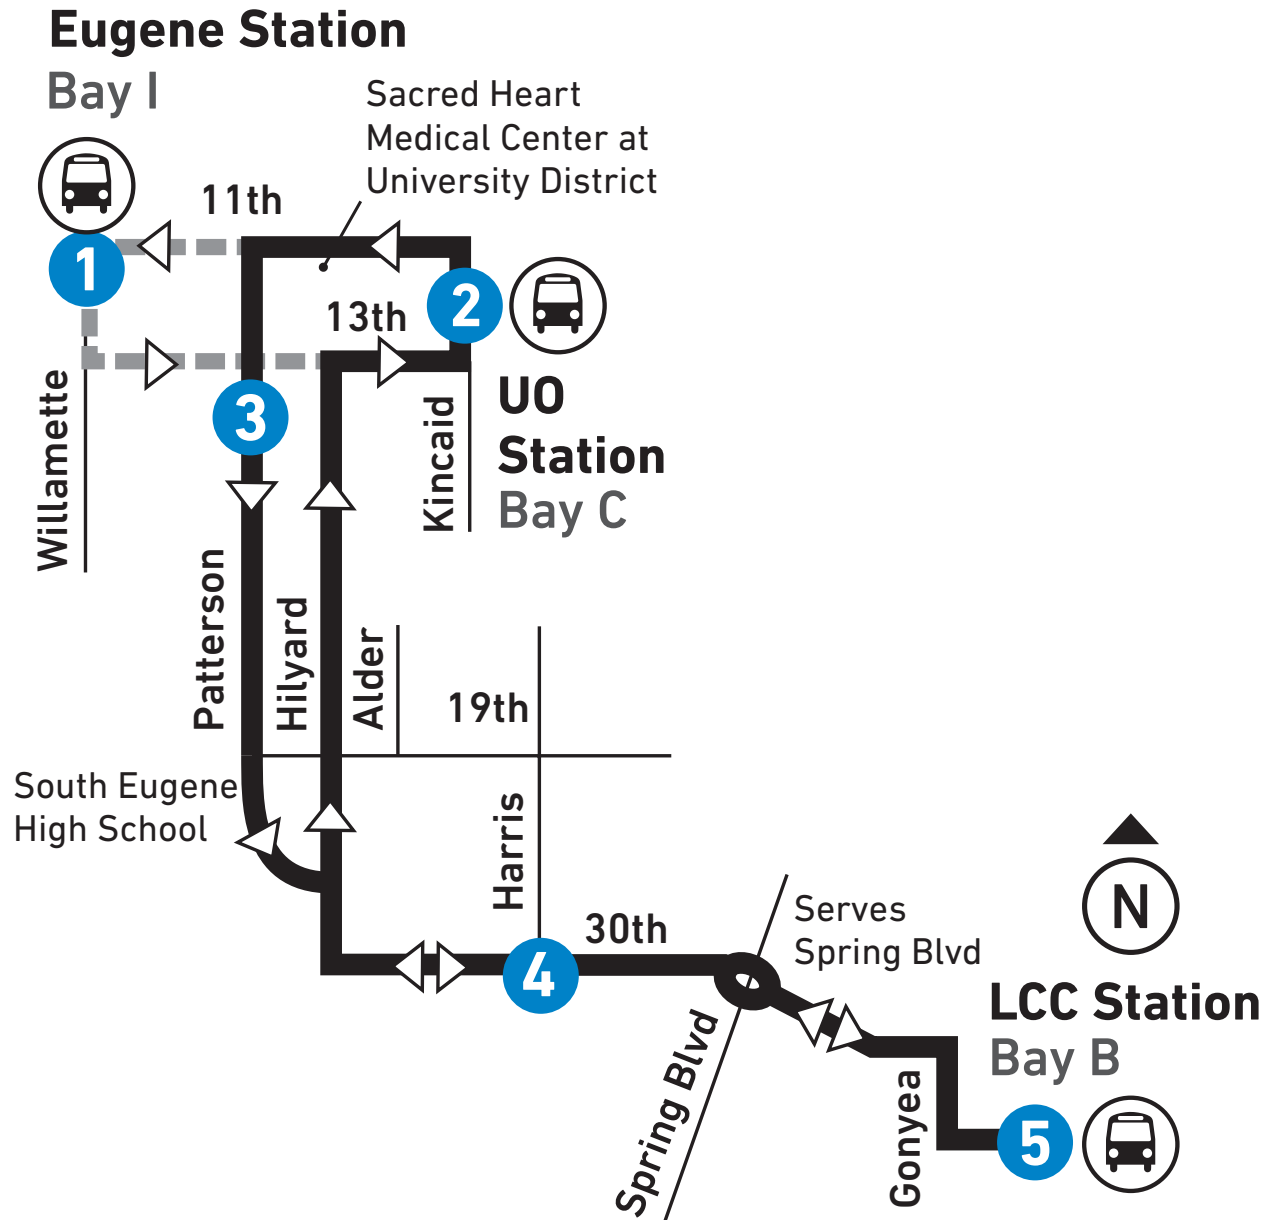 Eugene Station
Bay I
Sacred Heart
Medical Center at
University District
11th
1
2
13th
3
UO
Station
Bay C
Willamette
Kincaid
Patterson
Hilyard
Alder
19th
South Eugene
High School
Harris
30th
4
Serves
Spring Blvd
N
LCC Station
Bay B
Spring Blvd
Gonyea
5